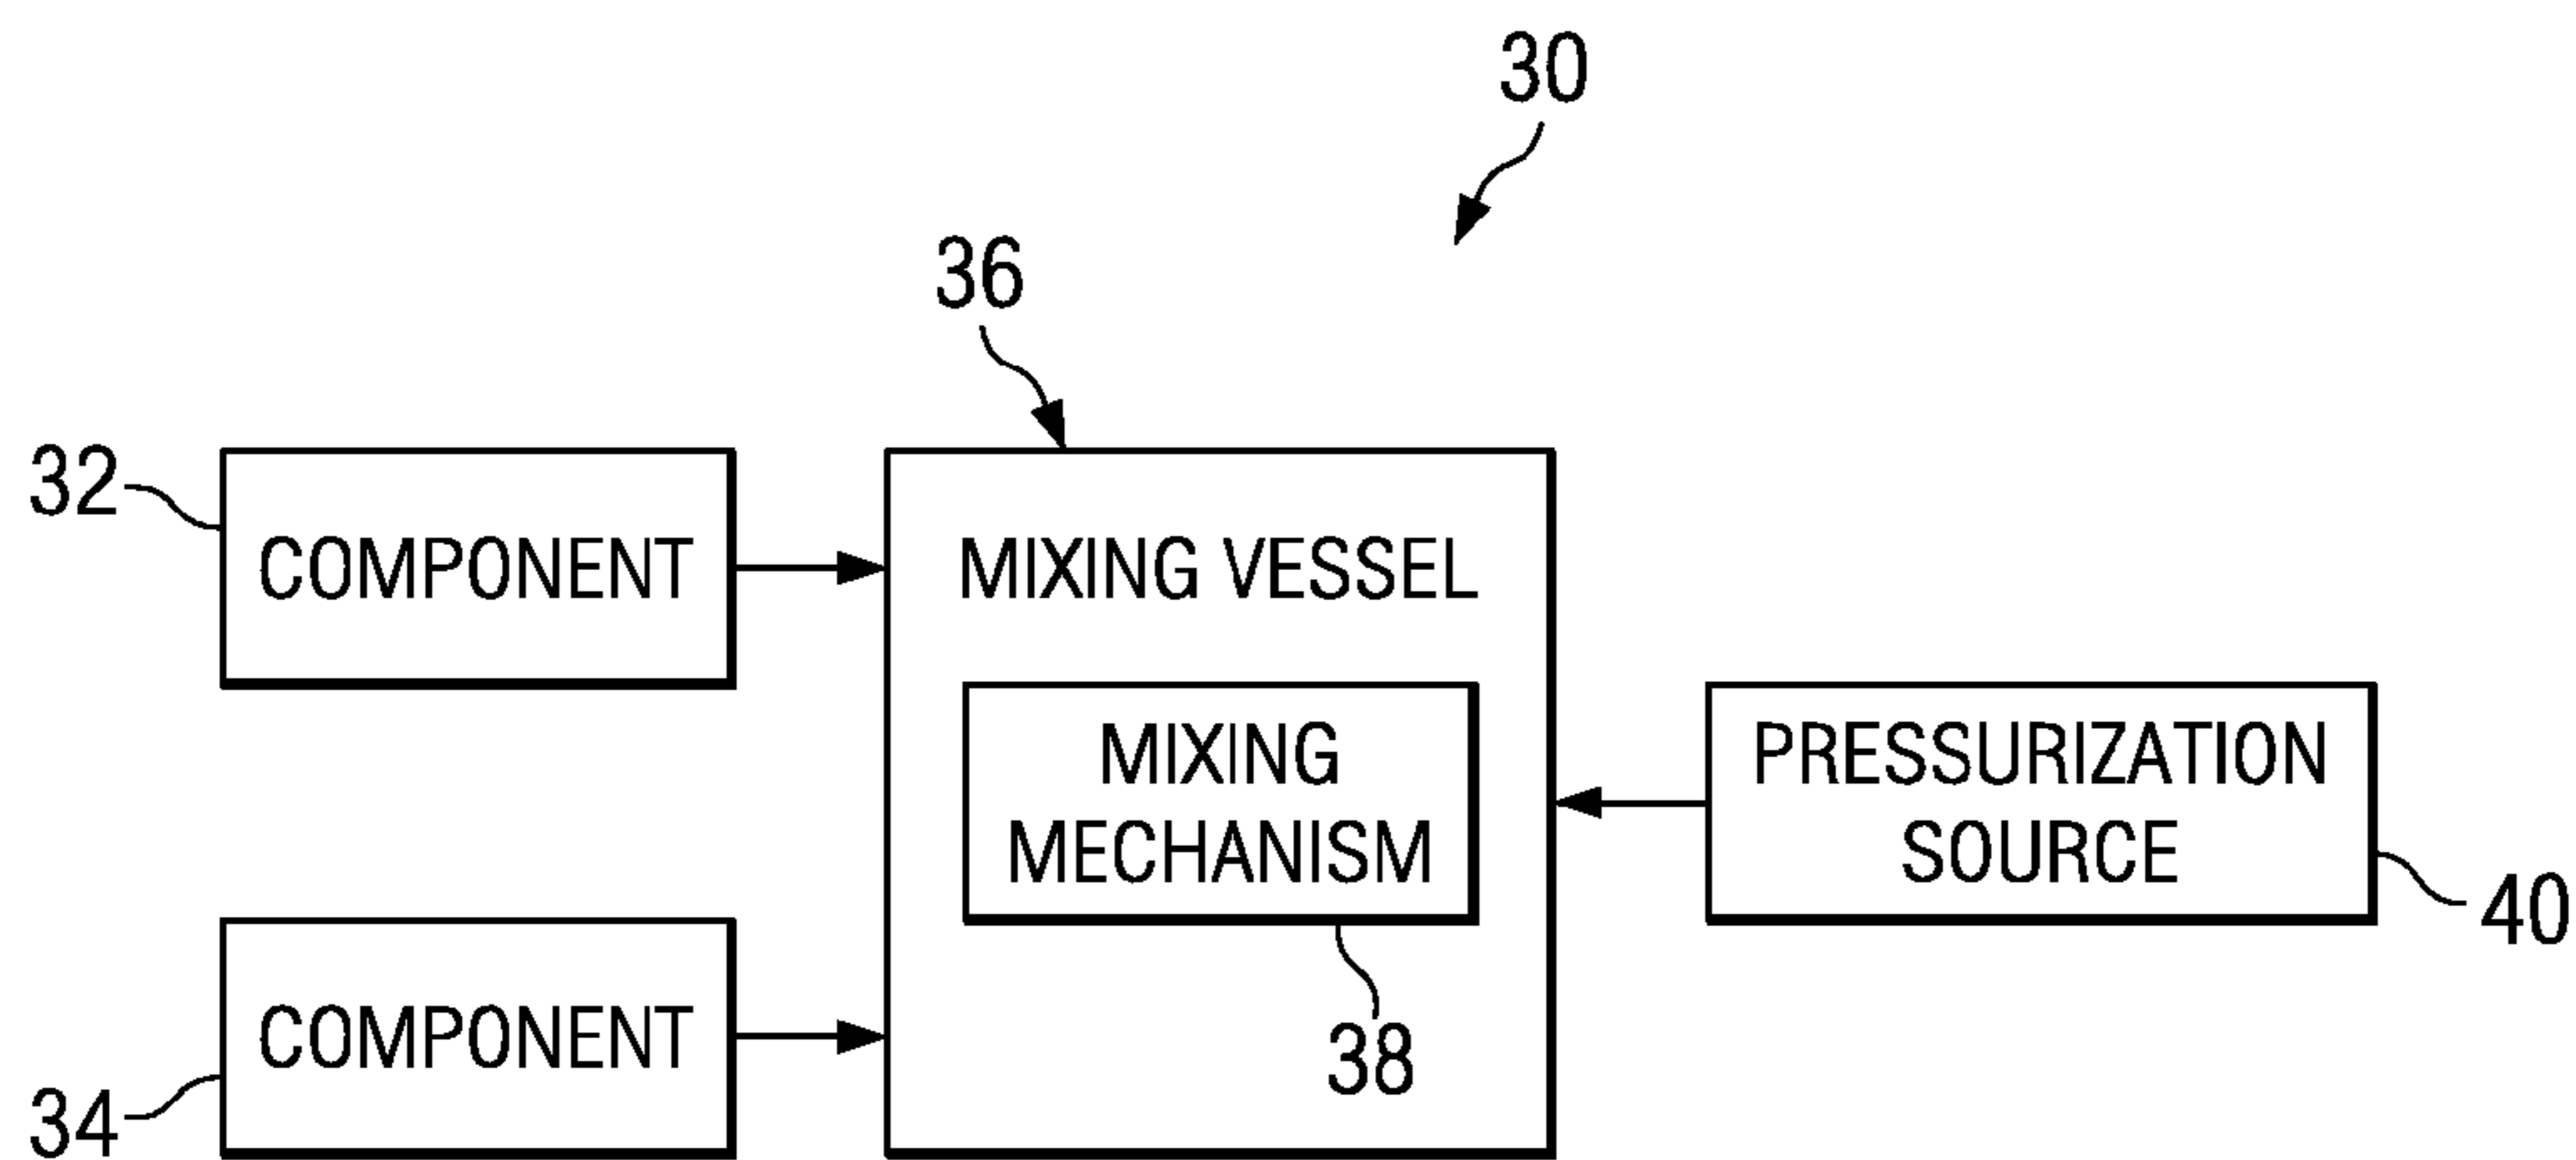 30
36
32
COMPONENT
MIXING VESSEL
MIXING
MECHANISM
PRESSURIZATION
SOURCE
40
COMPONENT
38
34